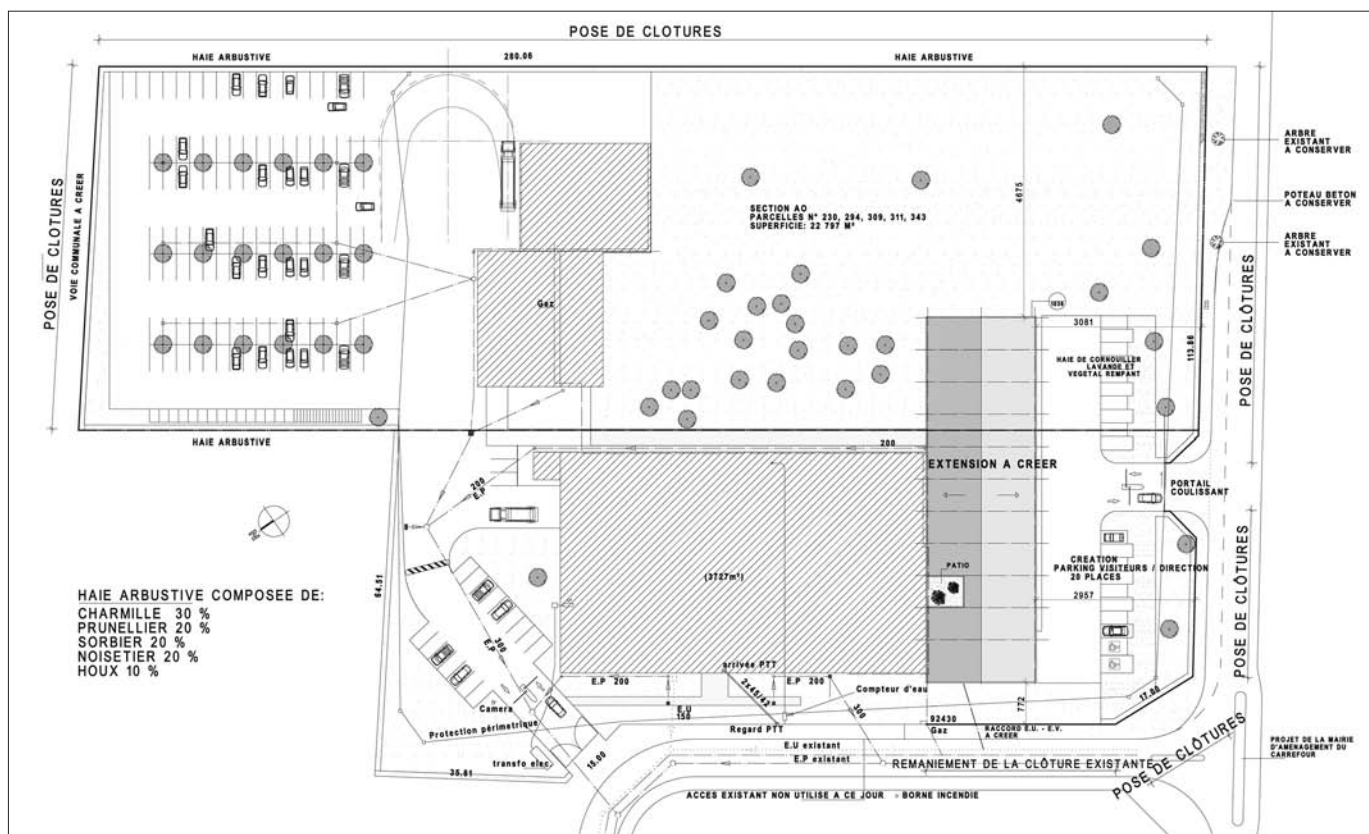 POSE DE CLOTURES
HAIE ARBUSTIVE
280.06
HAIE ARBUSTIVE
POSE DE CLOTURES
VOIE COMMUNALE A CREER
ARBRE
EXISTANT
A CONSERVER
POTEAU BETON
A CONSERVER
ARBRE
EXISTANT
A CONSERVER
SECTION AO
PARCELLES N° 230, 294, 309, 311, 343
SUPERFICIE: 22 797 M²
4675
Gaz
3081
113.86
HAIE DE CORNOUILLER
LAVANDE ET
VEGETAL REMPANT
POSE DE CLÔTURES
HAIE ARBUSTIVE
200
EXTENSION A CREER
200
E.P
PORTAIL
COULISSANT
N
(3727m²)
PATIO
CREATION
PARKING VISITEURS / DIRECTION
20 PLACES
2957
POSE DE CLÔTURES
HAIE ARBUSTIVE COMPOSEE DE:
CHARMILLE 30 %
PRUNELLIER 20 %
SORBIER 20 %
NOISETIER 20 %
HOUX 10 %
64.51
300
E.P
arrivée PTT
E.P 200
E.P 200
2x45/42
Compteur d'eau
772
17.00
Camera
E.U
150
Regard PTT
300
92430
Gaz
RACCORD E.U. - E.V.
A CREER
Protection périmetrique
transfo elec.
15.00
35.61
E.U existant
E.P existant
REMANIEMENT DE LA CLÔTURE EXISTANTE
POSE DE CLÔTURES
PROJET DE LA MAIRIE
D'AMENAGEMENT DU
CARREFOUR
ACCES EXISTANT NON UTILISE A CE JOUR
BORNE INCENDIE